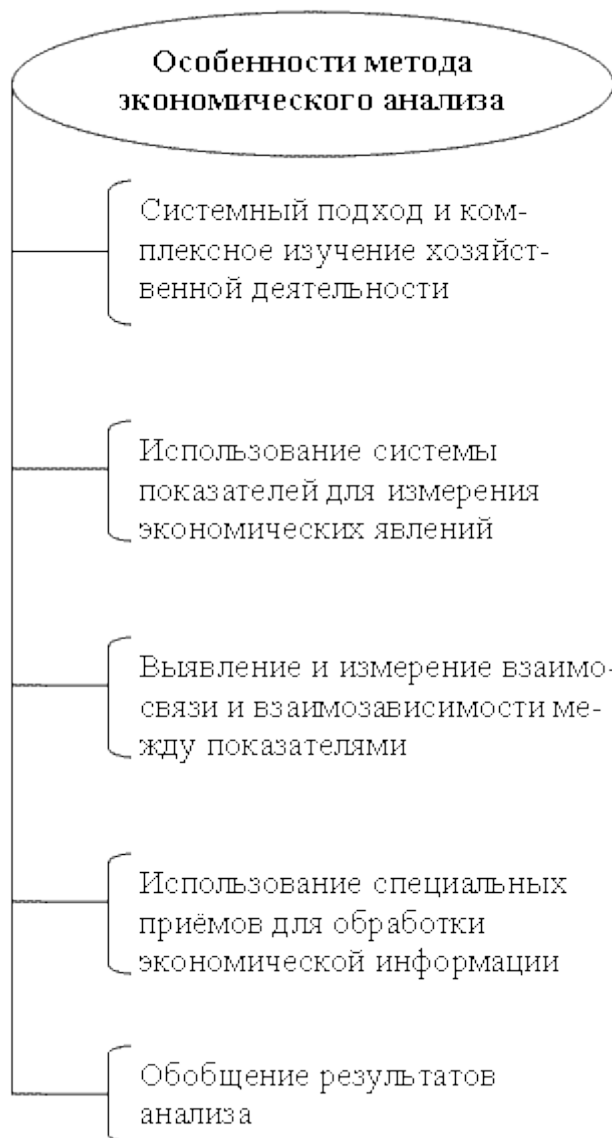 Особенности метода
экономического анализа
Системный подход и ком-
плексное изучение хозяйст-
венной деятельности
Использование системы
показателей для измерения
экономических явлений
Выявление и измерение взаимо-
связи и взаимозависимости ме-
жду показателями
Использование специальных
приёмов для обработки
экономической информации
Обобщение результатов
анализа